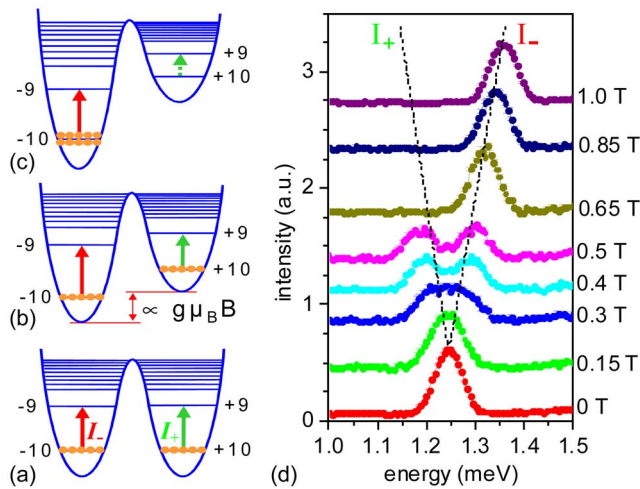 -9
+9
+10
-10
(c)
-9
+9
-10
+10
(b)
∝ gμ_B B
-9
+9
I₋
I₊
-10
+10
(a)
I₊
I₋
3
2
1
0
intensity (a.u.)
1.0 T
0.85 T
0.65 T
0.5 T
0.4 T
0.3 T
0.15 T
0 T
1.0 1.1 1.2 1.3 1.4 1.5
(d)
energy (meV)